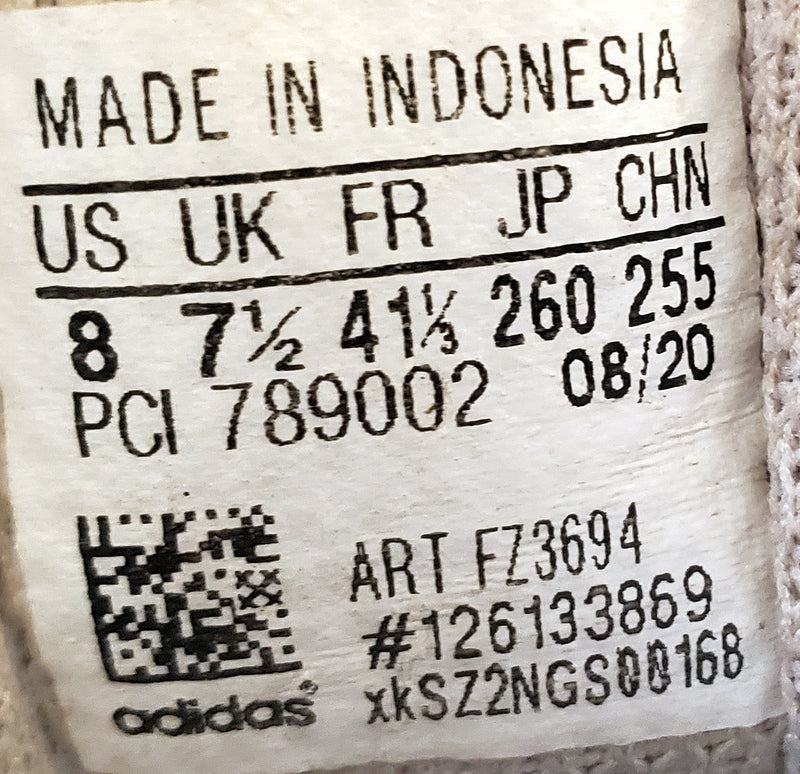 MADE IN INDONESIA
US UK FR JP CHN
8 7½ 41⅓ 260 255
PCI 789002 08/20
ART FZ3694
#126133869
xkSZ2NGS00168
adidas